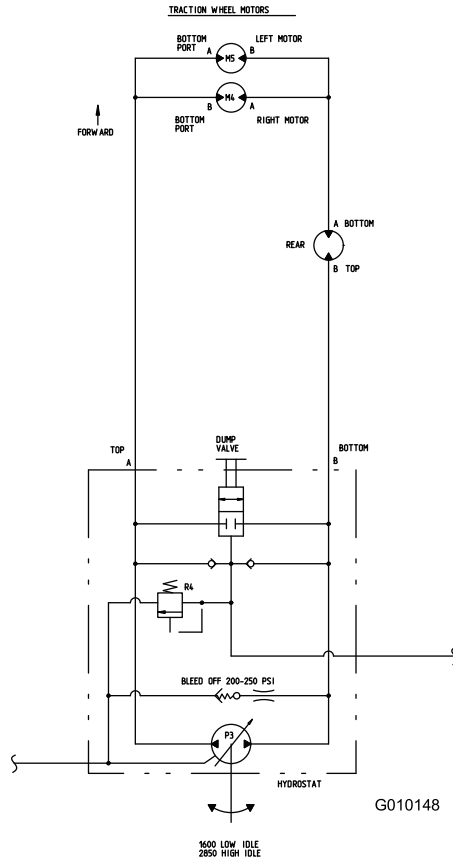 TRACTION WHEEL MOTORS
BOTTOM PORT
A
B
LEFT MOTOR
M5
M4
B
A
BOTTOM PORT
RIGHT MOTOR
FORWARD
A BOTTOM
REAR
B TOP
DUMP VALVE
TOP
A
BOTTOM
B
R4
BLEED OFF 200-250 PSI
P3
HYDROSTAT
G010148
1600 LOW IDLE
2850 HIGH IDLE